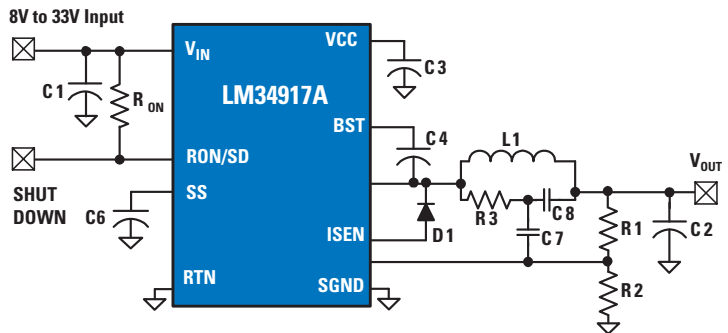 8V to 33V Input
VIN
VCC
C3
C1
RON
LM34917A
BST
C4
L1
VOUT
RON/SD
SHUT
DOWN
SS
C6
R3
C8
D1
C7
R1
C2
ISEN
RTN
SGND
R2